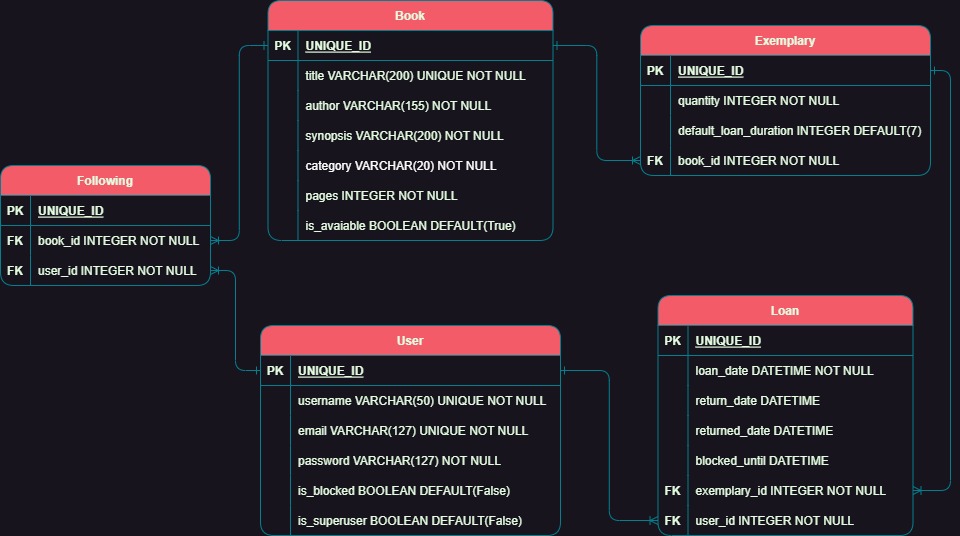 Book
PK UNIQUE_ID
title VARCHAR(200) UNIQUE NOT NULL
author VARCHAR(155) NOT NULL
synopsis VARCHAR(200) NOT NULL
category VARCHAR(20) NOT NULL
pages INTEGER NOT NULL
is_avaiable BOOLEAN DEFAULT(True)
Exemplary
PK UNIQUE_ID
quantity INTEGER NOT NULL
default_loan_duration INTEGER DEFAULT(7)
FK book_id INTEGER NOT NULL
Following
PK UNIQUE_ID
FK book_id INTEGER NOT NULL
FK user_id INTEGER NOT NULL
User
PK UNIQUE_ID
username VARCHAR(50) UNIQUE NOT NULL
email VARCHAR(127) UNIQUE NOT NULL
password VARCHAR(127) NOT NULL
is_blocked BOOLEAN DEFAULT(False)
is_superuser BOOLEAN DEFAULT(False)
Loan
PK UNIQUE_ID
loan_date DATETIME NOT NULL
return_date DATETIME
returned_date DATETIME
blocked_until DATETIME
FK exemplary_id INTEGER NOT NULL
FK user_id INTEGER NOT NULL